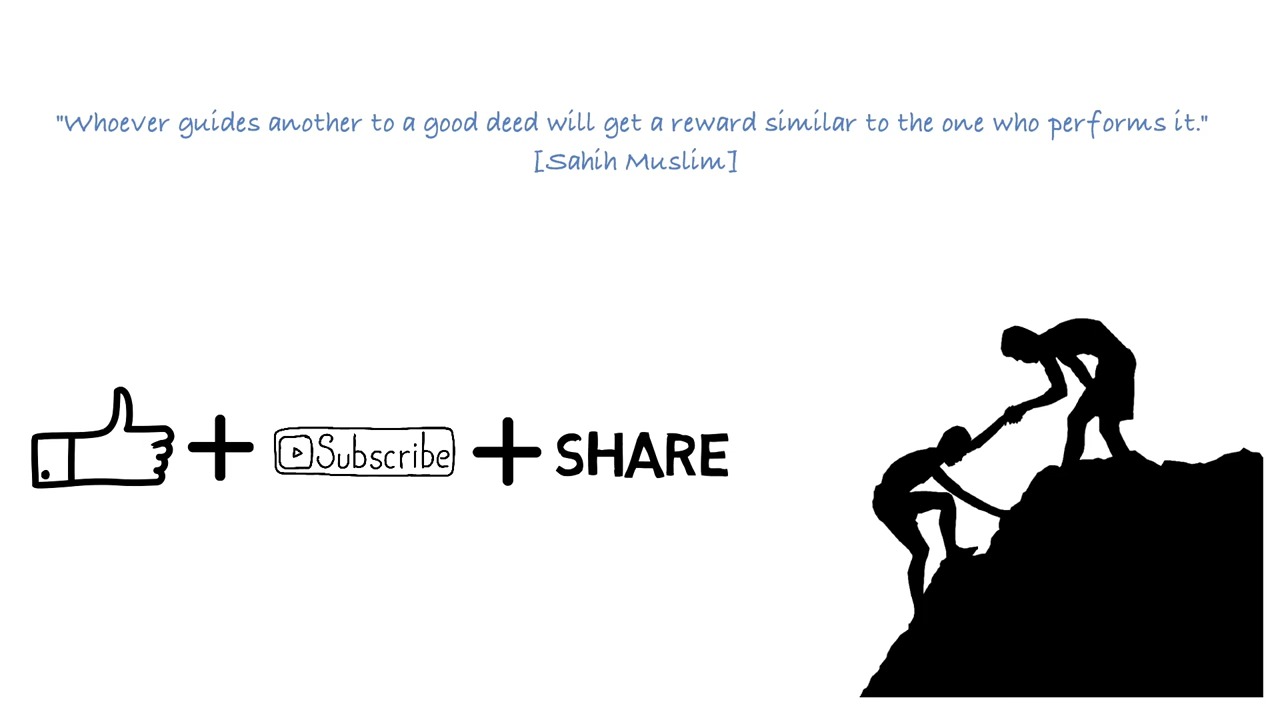 "Whoever guides another to a good deed will get a reward similar to the one who performs it."
[Sahih Muslim]
Subscribe
SHARE